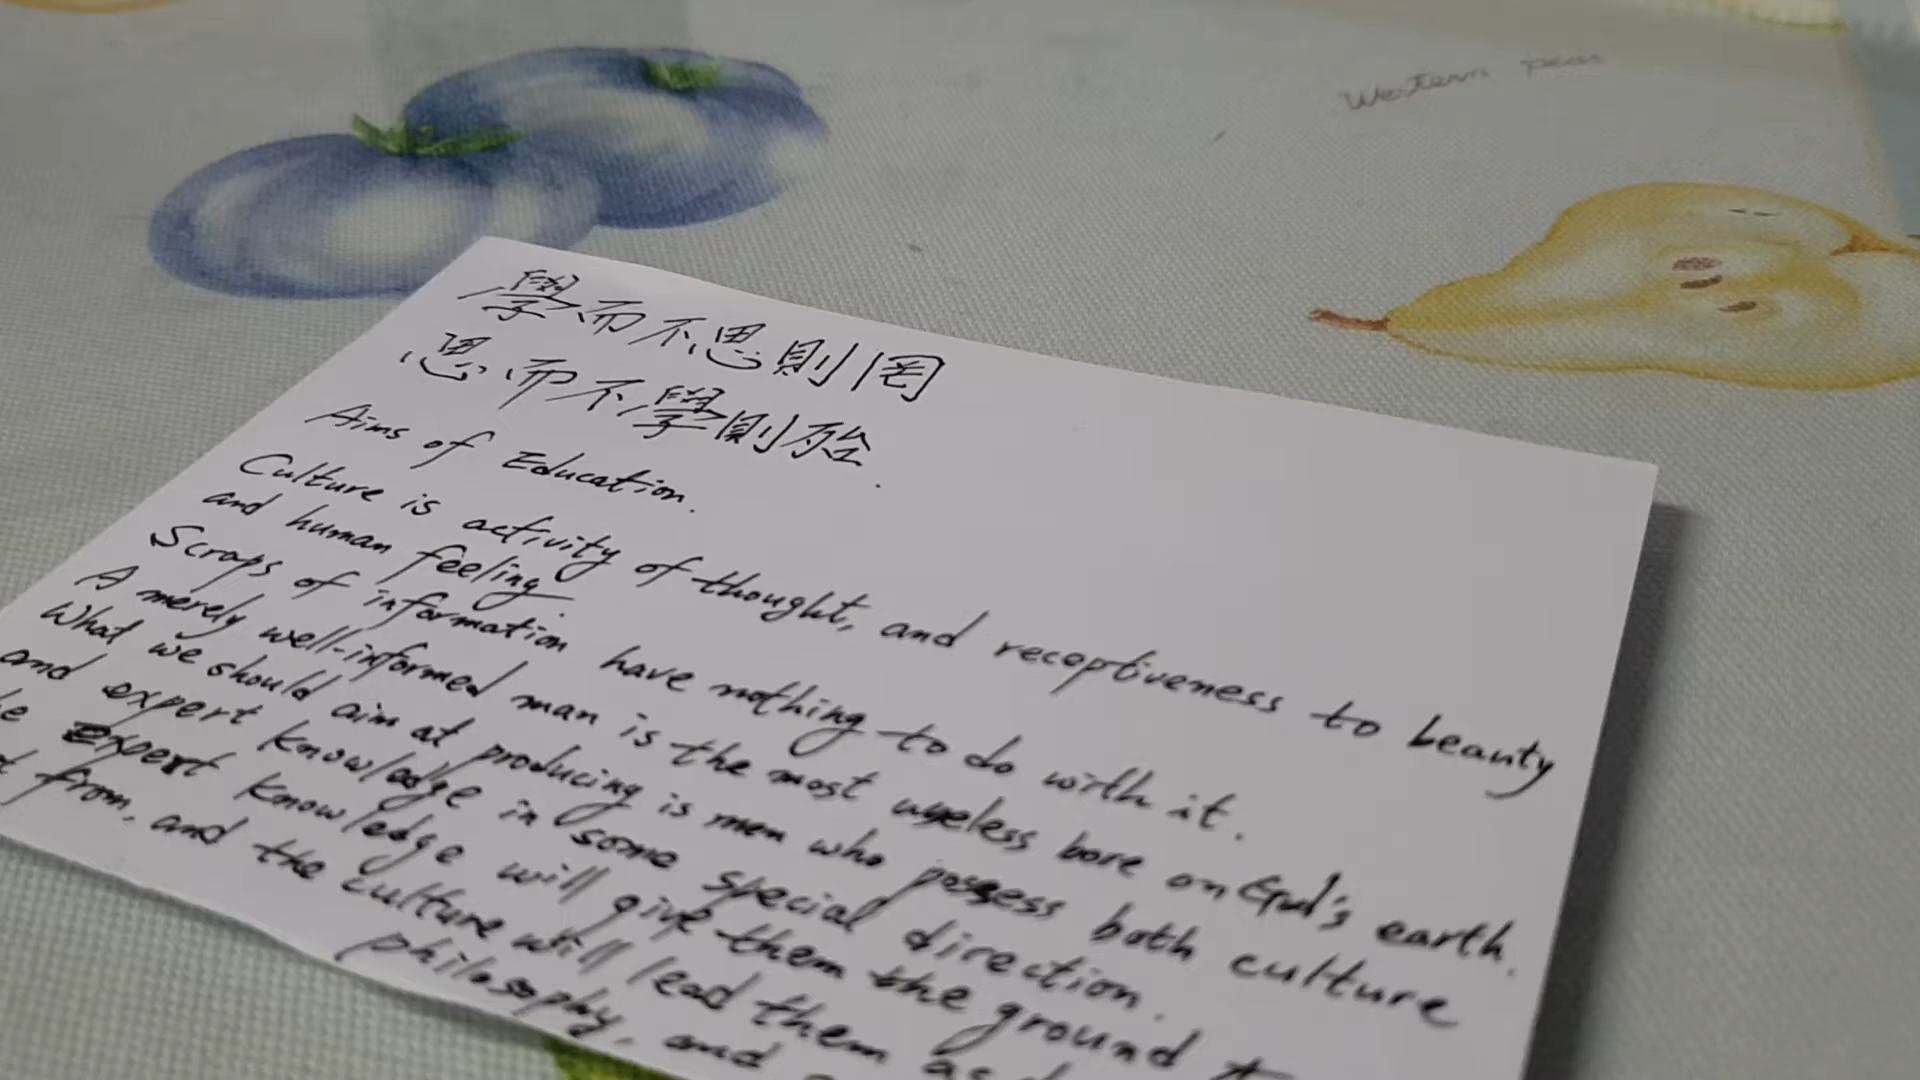 Western pear
學而不思則罔
思而不學則殆.
Aims of Education.
Culture is activity of thought, and receptiveness to beauty
and human feeling.
Scraps of information have nothing to do with it.
A merely well-informed man is the most useless bore on God's earth.
What we should aim at producing is men who possess both culture
and expert knowledge in some special direction.
Expert knowledge will give them the ground
from, and the culture will lead them as
philosophy, and